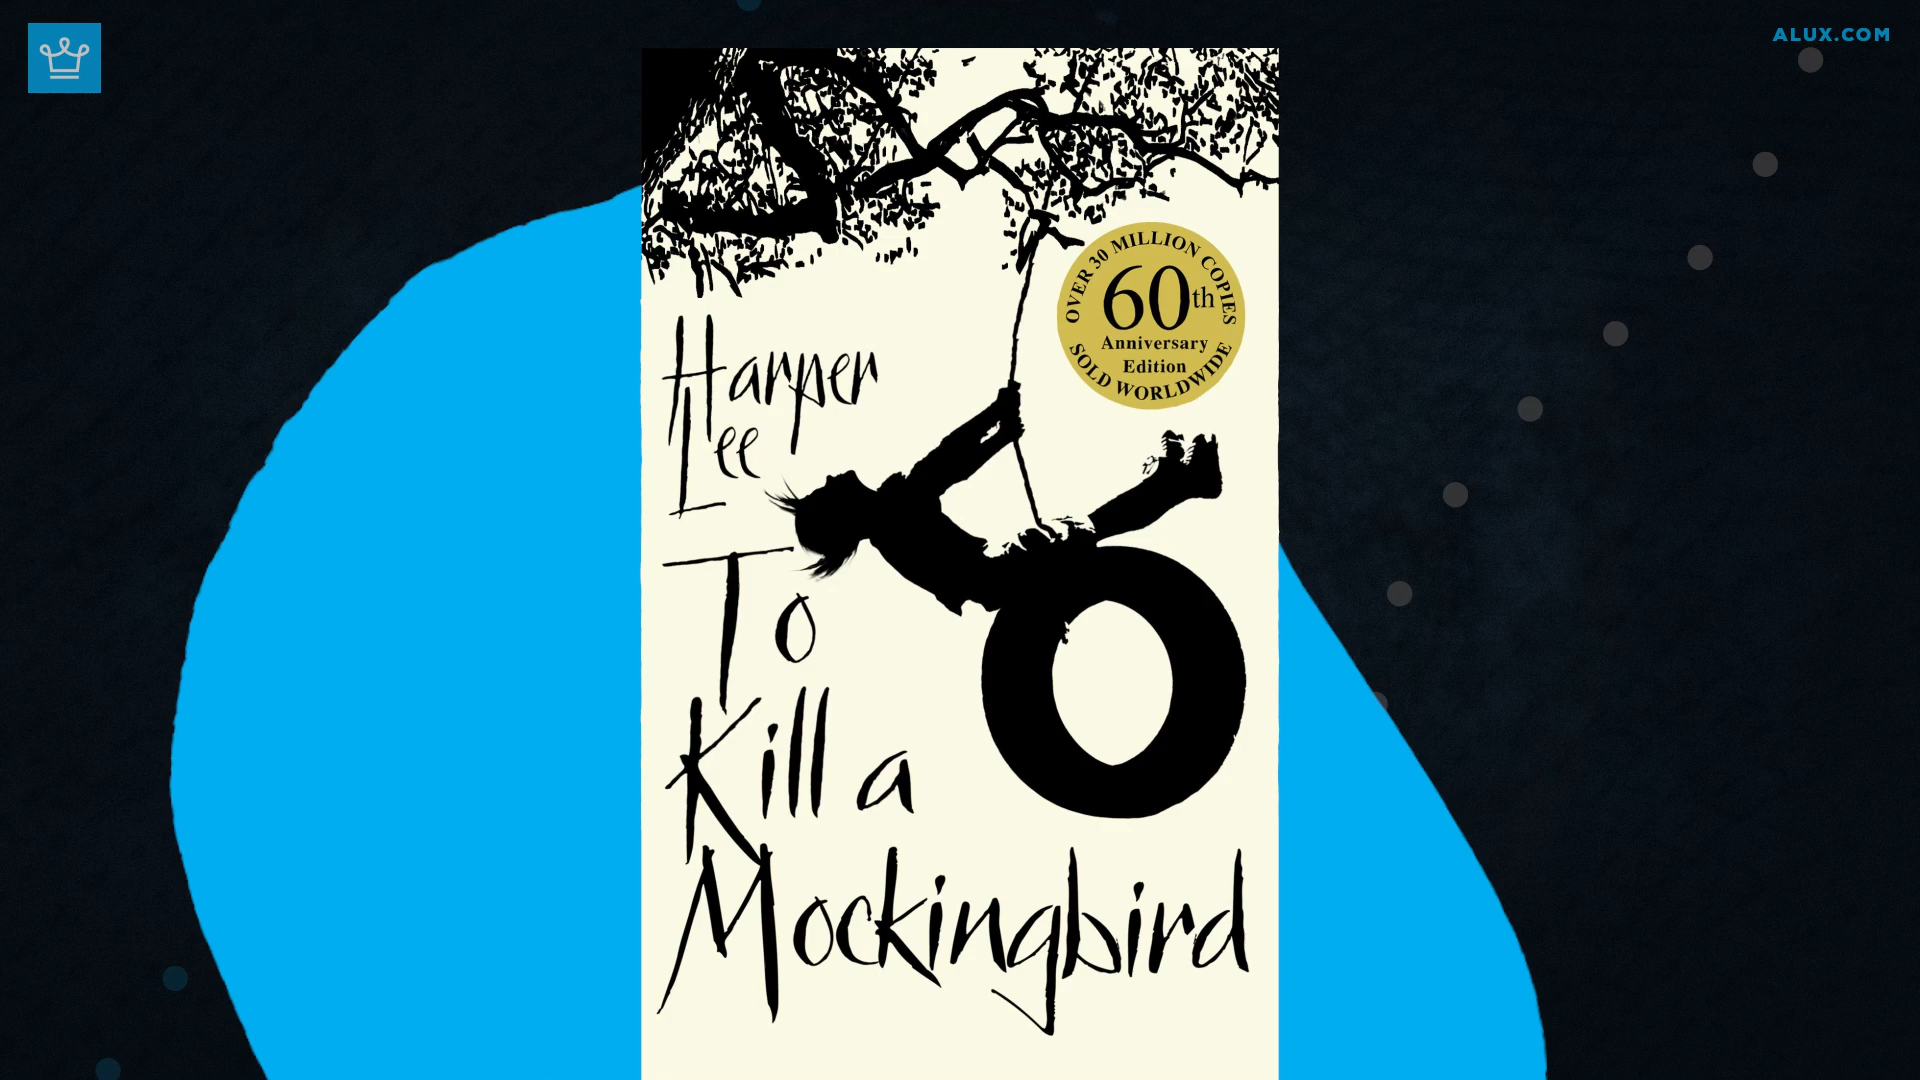 ALUX.COM
OVER 30 MILLION COPIES
60th
Anniversary
Edition
SOLD WORLDWIDE
Harper
Lee
To
Kill a
Mockingbird